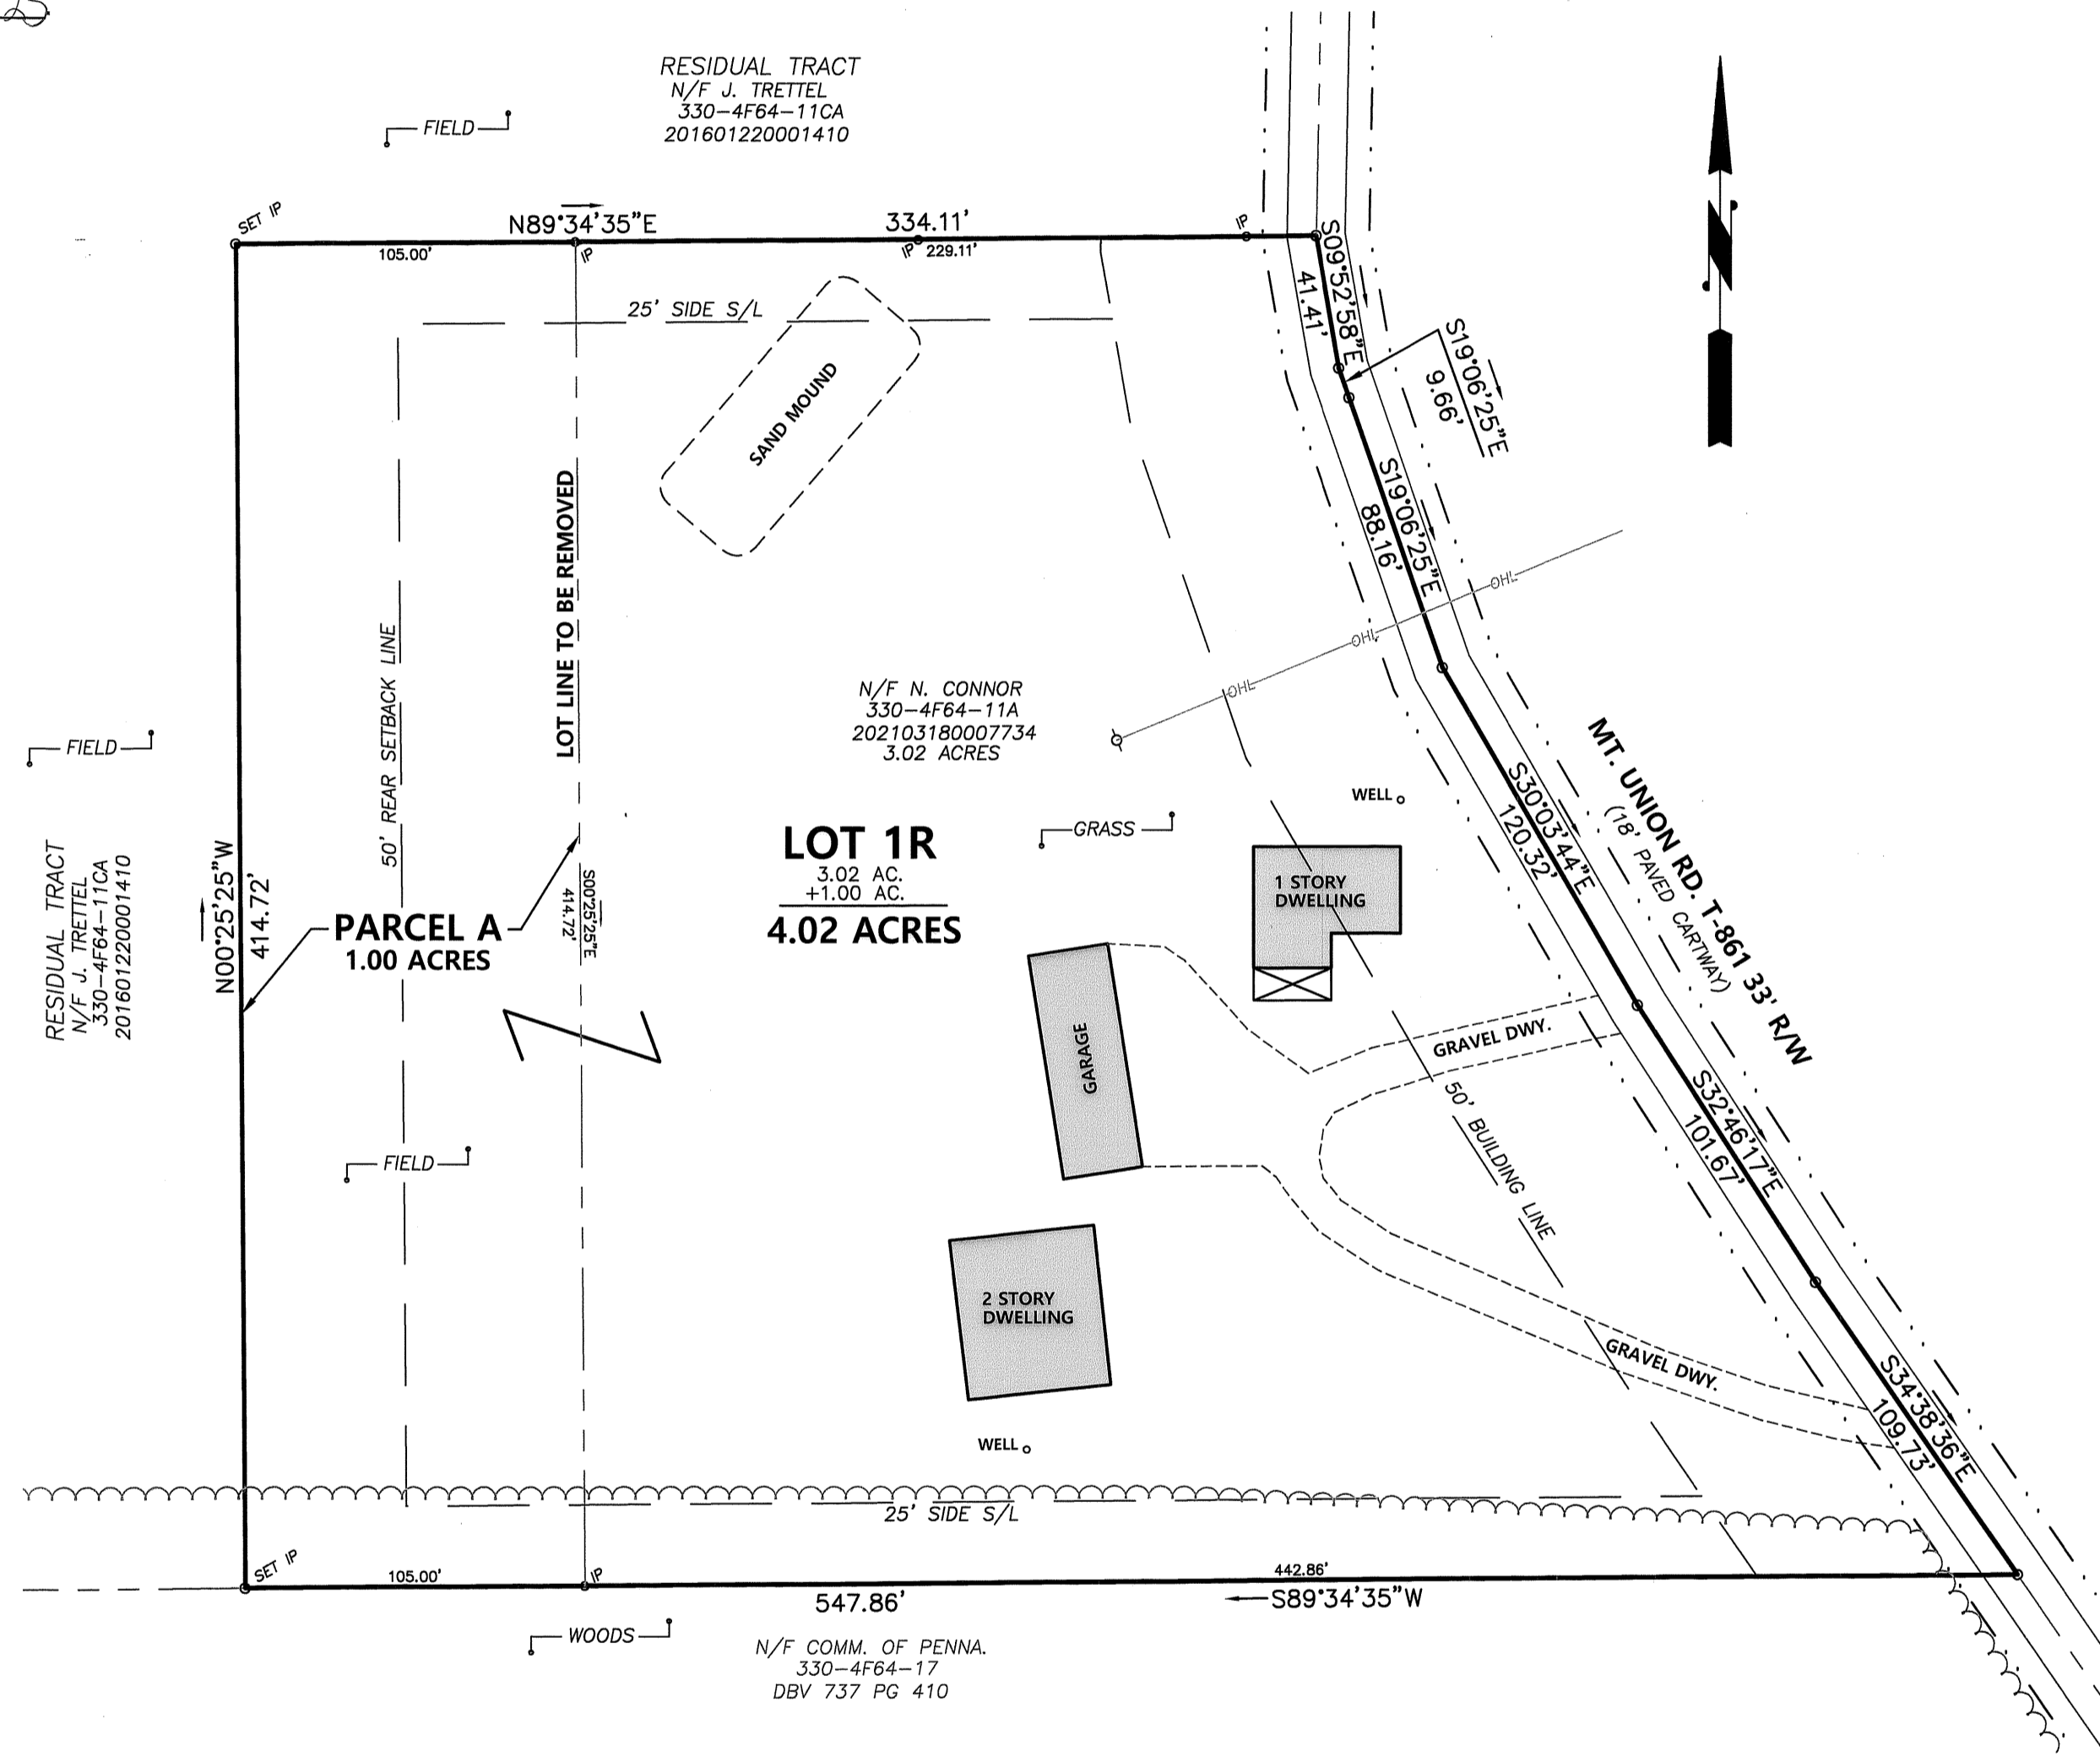 RESIDUAL TRACT
N/F J. TRETTEL
330-4F64-11CA
201601220001410
FIELD
SET IP
N89°34'35"E
334.11'
IP
105.00'
IP
IP
229.11'
S09°52'58"E
41.41'
S19°06'25"E
9.66'
25' SIDE S/L
SAND MOUND
S19°06'25"E
88.16'
LOT LINE TO BE REMOVED
50' REAR SETBACK LINE
OHL
OHL
OHL
N/F N. CONNOR
330-4F64-11A
202103180007734
3.02 ACRES
FIELD
MT. UNION RD. T-861 33' R/W
(18' PAVED CARTWAY)
S30°03'44"E
120.32'
WELL
GRASS
LOT 1R
3.02 AC.
+1.00 AC.
4.02 ACRES
1 STORY
DWELLING
RESIDUAL TRACT
N/F J. TRETTEL
330-4F64-11CA
201601220001410
N00°25'25"W
414.72'
PARCEL A
1.00 ACRES
S00°25'25"E
414.72'
GARAGE
GRAVEL DWY.
50' BUILDING LINE
S32°46'17"E
101.67'
FIELD
2 STORY
DWELLING
GRAVEL DWY.
S34°38'36"E
109.73'
WELL
25' SIDE S/L
SET IP
105.00'
IP
442.86'
547.86'
S89°34'35"W
WOODS
N/F COMM. OF PENNA.
330-4F64-17
DBV 737 PG 410